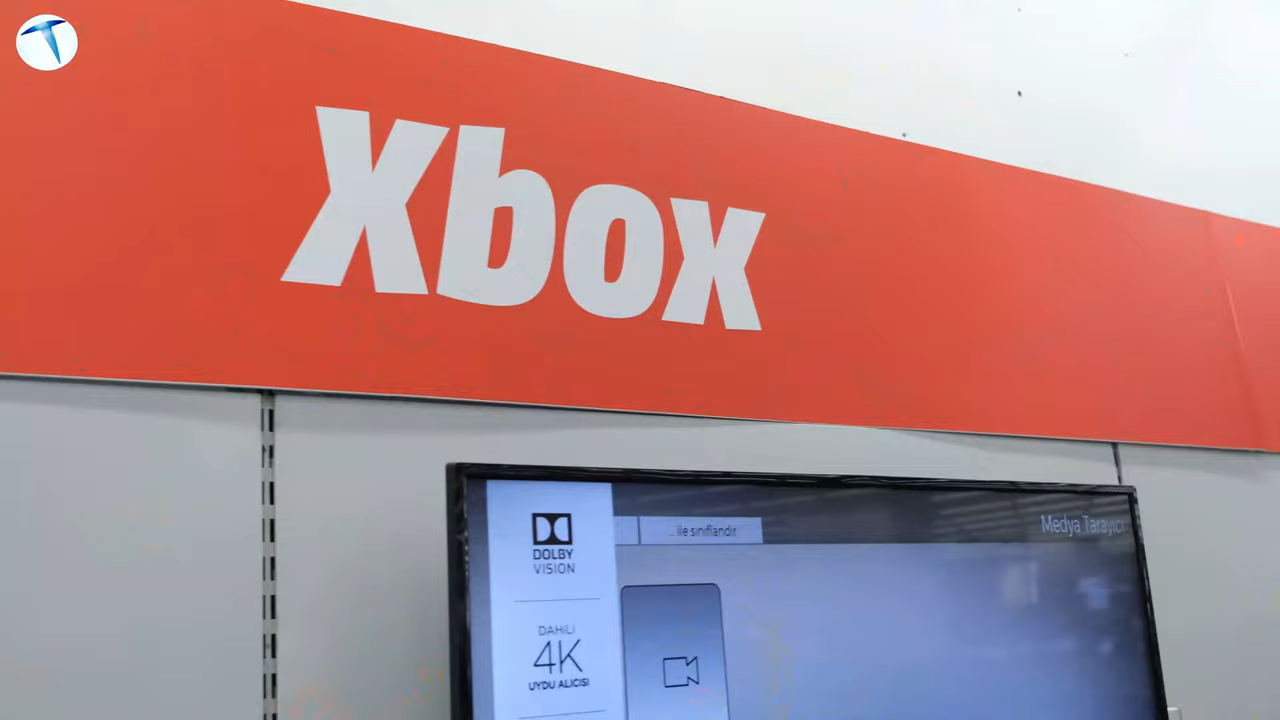 Xbox
DOLBY
VISION
... ile sınıflandır
Medya Tarayıcı
DAHİLİ
4K
UYDU ALICISI